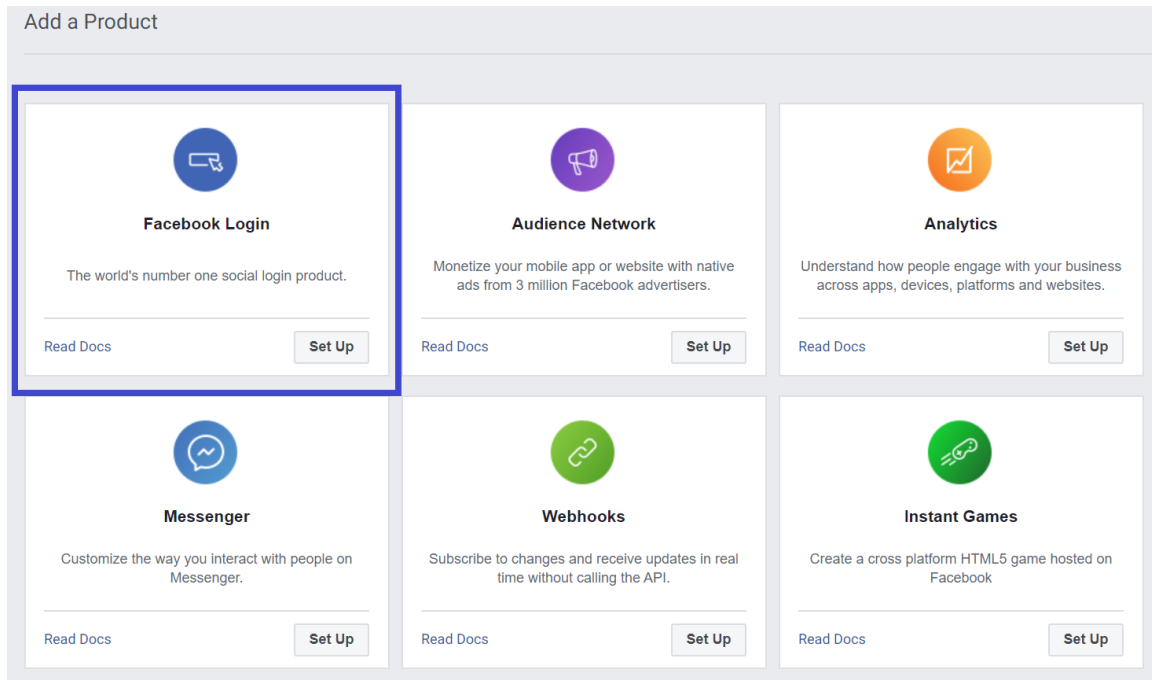 Add a Product
Facebook Login
The world's number one social login product.
Read Docs
Set Up
Audience Network
Monetize your mobile app or website with native
ads from 3 million Facebook advertisers.
Read Docs
Set Up
Analytics
Understand how people engage with your business
across apps, devices, platforms and websites.
Read Docs
Set Up
Messenger
Customize the way you interact with people on
Messenger.
Read Docs
Set Up
Webhooks
Subscribe to changes and receive updates in real
time without calling the API.
Read Docs
Set Up
Instant Games
Create a cross platform HTML5 game hosted on
Facebook
Read Docs
Set Up